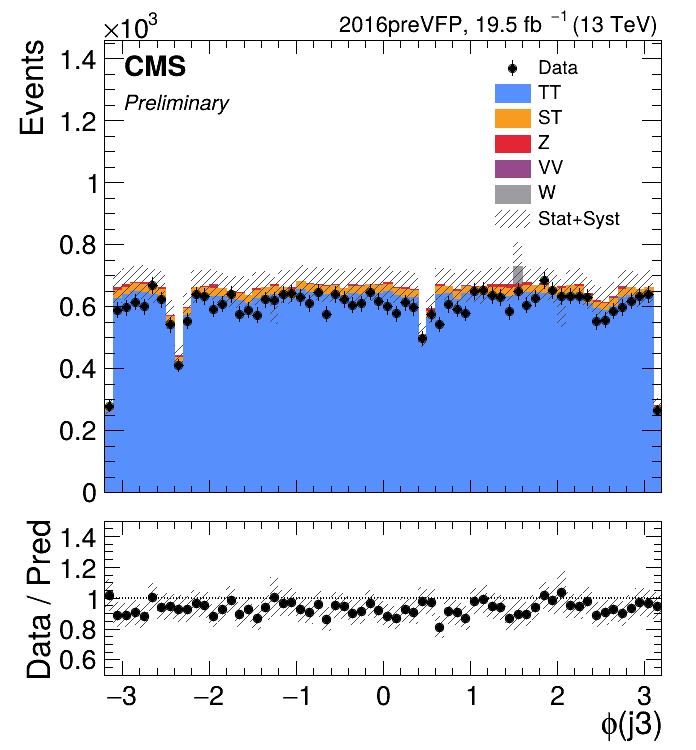 ×10³
2016preVFP, 19.5 fb ⁻¹ (13 TeV)
Events
CMS
Preliminary
Data
TT
ST
Z
VV
W
Stat+Syst
1.4
1.2
1
0.8
0.6
0.4
0.2
0
Data / Pred
1.4
1.2
1
0.8
0.6
−3 −2 −1 0 1 2 3
ϕ(j3)